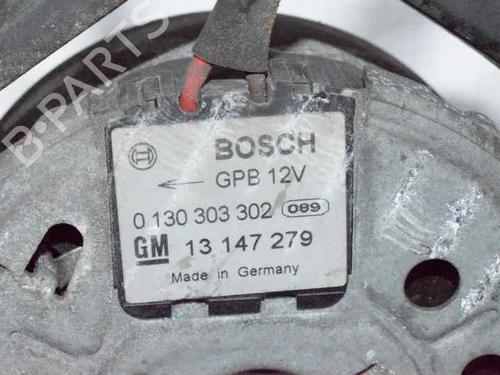 BOSCH
← GPB 12V
0 130 303 302 089
GM 13 147 279
Made in Germany
B-PARTS